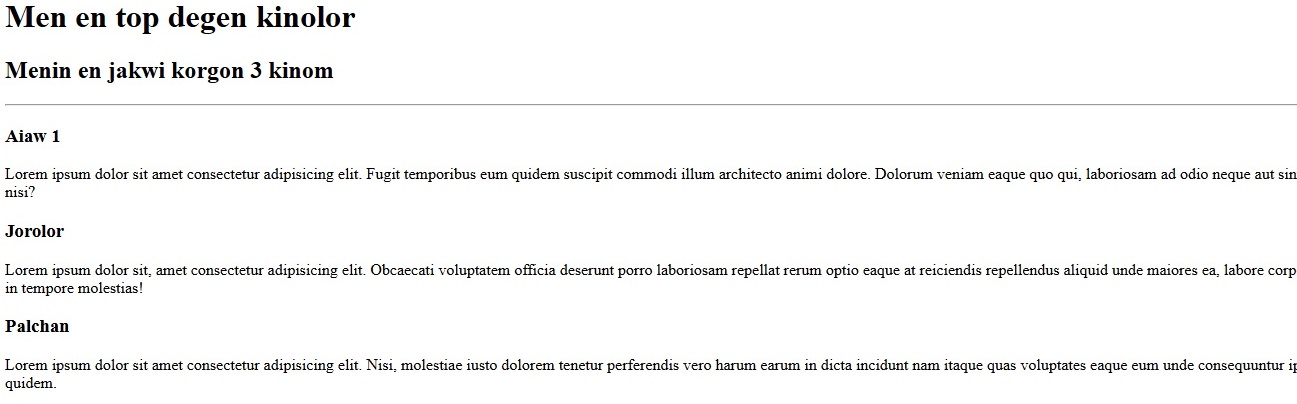 Men en top degen kinolor
Menin en jakwi korgon 3 kinom
Aiaw 1
Lorem ipsum dolor sit amet consectetur adipisicing elit. Fugit temporibus eum quidem suscipit commodi illum architecto animi dolore. Dolorum veniam eaque quo qui, laboriosam ad odio neque aut sin
nisi?
Jorolor
Lorem ipsum dolor sit, amet consectetur adipisicing elit. Obcaecati voluptatem officia deserunt porro laboriosam repellat rerum optio eaque at reiciendis repellendus aliquid unde maiores ea, labore corp
in tempore molestias!
Palchan
Lorem ipsum dolor sit amet consectetur adipisicing elit. Nisi, molestiae iusto dolorem tenetur perferendis vero harum earum in dicta incidunt nam itaque quas voluptates eaque eum unde consequuntur
quidem.